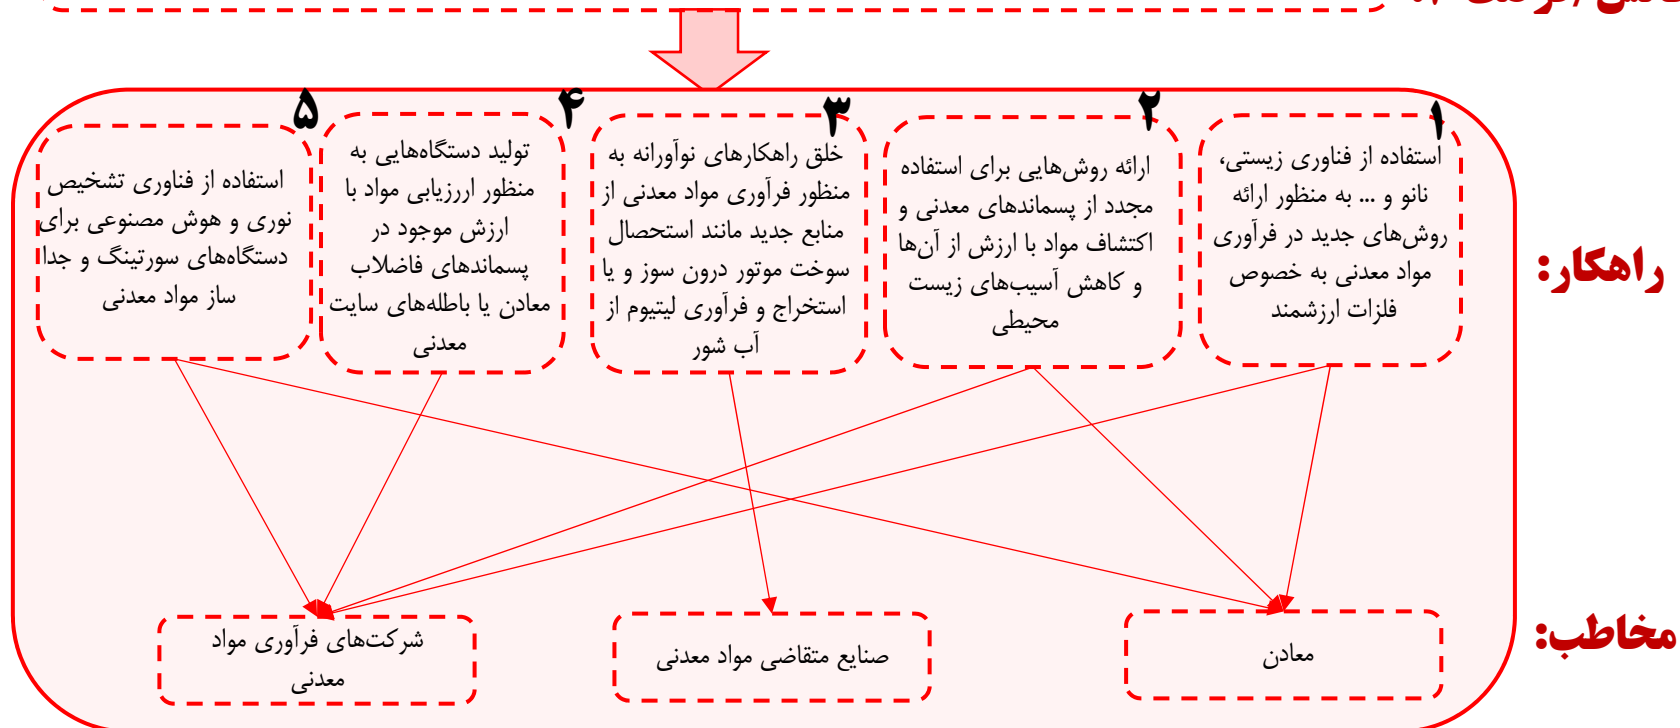 ۱
استفاده از فناوری زیستی،
نانو و ... به منظور ارائه
روش‌های جدید در فرآوری
مواد معدنی به خصوص
فلزات ارزشمند
۲
ارائه روش‌هایی برای استفاده
مجدد از پسماندهای معدنی و
اکتشاف مواد با ارزش از آن‌ها
و کاهش آسیب‌های زیست
محیطی
۳
خلق راهکارهای نوآورانه به
منظور فرآوری مواد معدنی از
منابع جدید مانند استحصال
سوخت موتور درون سوز و یا
استخراج و فرآوری لیتیوم از
آب شور
۴
تولید دستگاه‌هایی به
منظور ارزیابی مواد با
ارزش موجود در
پسماندهای فاضلاب
معادن یا باطله‌های سایت
معدنی
۵
استفاده از فناوری تشخیص
نوری و هوش مصنوعی برای
دستگاه‌های سورتینگ و جدا
ساز مواد معدنی
راهکار:
مخاطب:
معادن
صنایع متقاضی مواد معدنی
شرکت‌های فرآوری مواد
معدنی